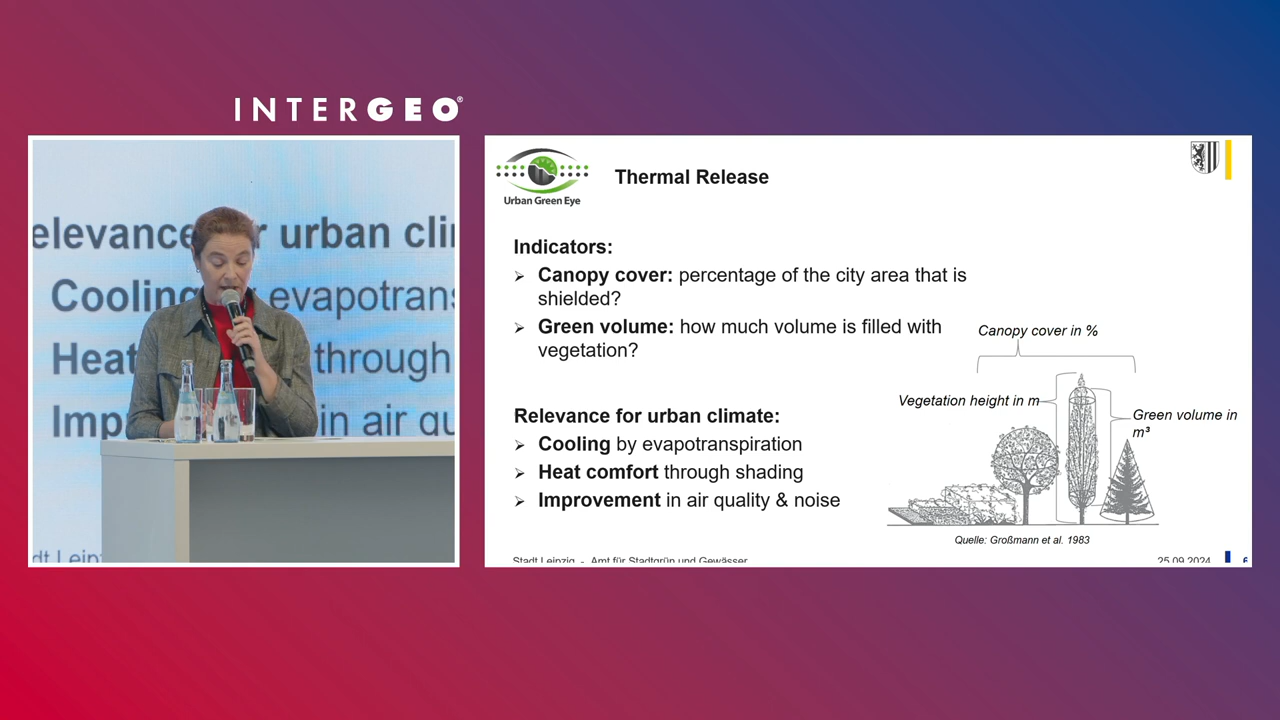 INTERGEO®
elevance r urban cli
Cooling evapotrans
Heat through
Imp in air qu
dt Leip
Urban Green Eye
Thermal Release
Indicators:
Canopy cover: percentage of the city area that is
shielded?
Green volume: how much volume is filled with
vegetation?
Relevance for urban climate:
Cooling by evapotranspiration
Heat comfort through shading
Improvement in air quality & noise
Canopy cover in %
Vegetation height in m
Green volume in
m³
Quelle: Großmann et al. 1983
Stadt Leipzig - Amt für Stadtgrün und Gewässer
25.09.2024
6